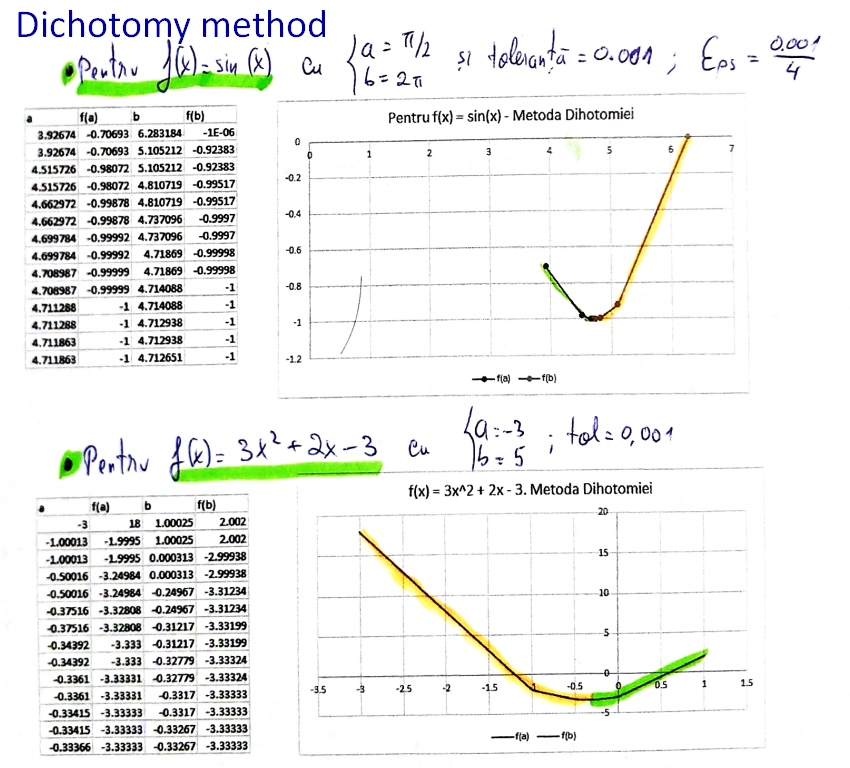 Dichotomy method
• Pentru f(x) = sin(x) cu { a = π/2 b = 2π și toleranță = 0.001 ; Eps = 0.001/4
a f(a) b f(b)
3.92674 -0.70693 6.283184 -1E-06
3.92674 -0.70693 5.105212 -0.92383
4.515726 -0.98072 5.105212 -0.92383
4.515726 -0.98072 4.810719 -0.99517
4.662972 -0.99878 4.810719 -0.99517
4.662972 -0.99878 4.737096 -0.9997
4.699784 -0.99992 4.737096 -0.9997
4.699784 -0.99992 4.71869 -0.99998
4.708987 -0.99999 4.71869 -0.99998
4.708987 -0.99999 4.714088 -1
4.711288 -1 4.714088 -1
4.711288 -1 4.712938 -1
4.711863 -1 4.712938 -1
4.711863 -1 4.712651 -1
Pentru f(x) = sin(x) - Metoda Dihotomiei
0
0 1 2 3 4 5 6 7
-0.2
-0.4
-0.6
-0.8
-1
-1.2
f(a) f(b)
• Pentru f(x) = 3x² + 2x - 3 cu { a = -3 b = 5 ; tol = 0,001
a f(a) b f(b)
-3 18 1.00025 2.002
-1.00013 -1.9995 1.00025 2.002
-1.00013 -1.9995 0.000313 -2.99938
-0.50016 -3.24984 0.000313 -2.99938
-0.50016 -3.24984 -0.24967 -3.31234
-0.37516 -3.32808 -0.24967 -3.31234
-0.37516 -3.32808 -0.31217 -3.33199
-0.34392 -3.333 -0.31217 -3.33199
-0.34392 -3.333 -0.32779 -3.33324
-0.3361 -3.33331 -0.32779 -3.33324
-0.3361 -3.33331 -0.3317 -3.33333
-0.33415 -3.33333 -0.3317 -3.33333
-0.33415 -3.33333 -0.33267 -3.33333
-0.33366 -3.33333 -0.33267 -3.33333
f(x) = 3x^2 + 2x - 3. Metoda Dihotomiei
20
15
10
5
0
-3.5 -3 -2.5 -2 -1.5 -1 -0.5 0 0.5 1 1.5
-5
f(a) f(b)